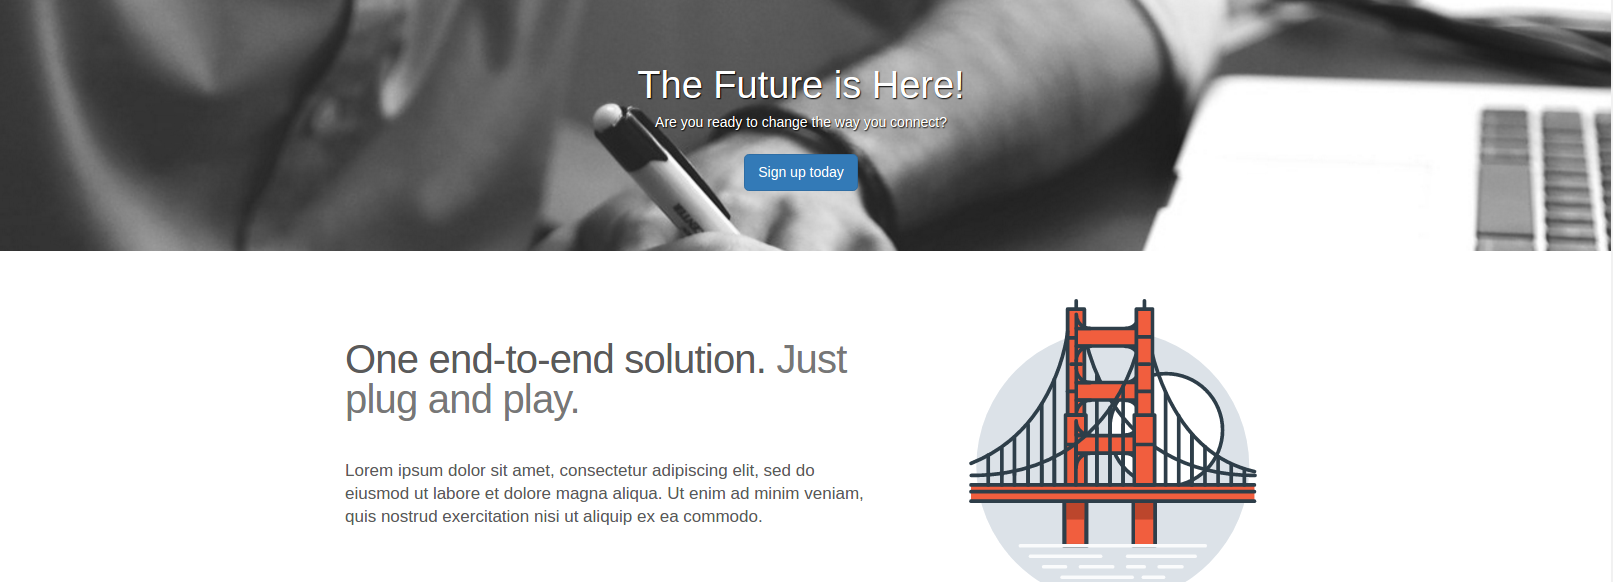 The Future is Here!
Are you ready to change the way you connect?
Sign up today
One end-to-end solution. Just
plug and play.
Lorem ipsum dolor sit amet, consectetur adipiscing elit, sed do
eiusmod ut labore et dolore magna aliqua. Ut enim ad minim veniam,
quis nostrud exercitation nisi ut aliquip ex ea commodo.